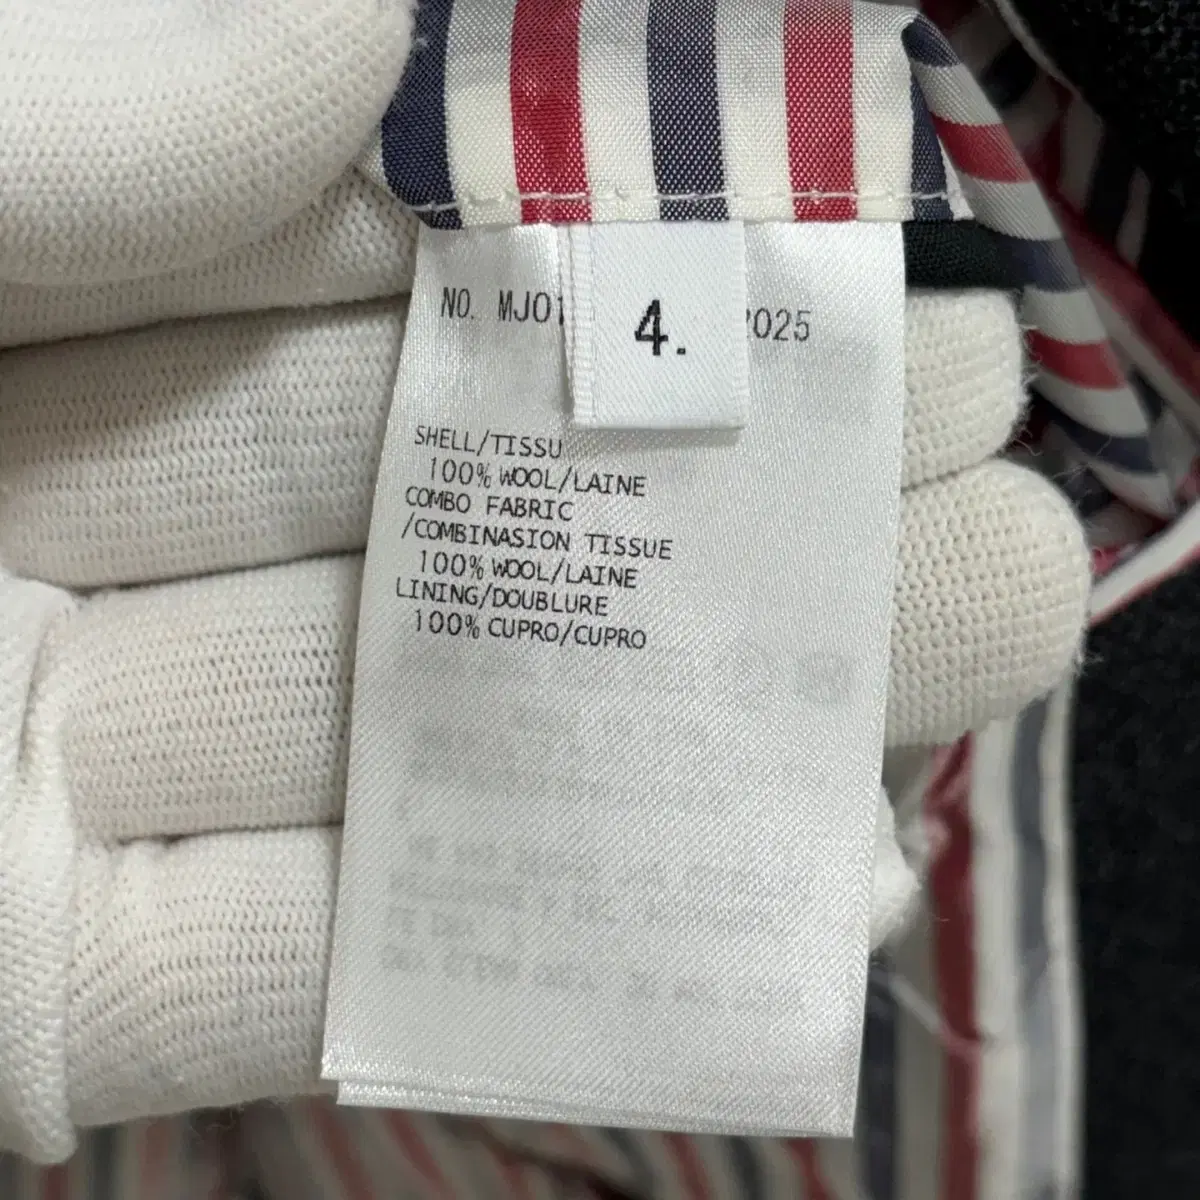 NO. MJ01
4.
2025
SHELL/TISSU
100% WOOL/LAINE
COMBO FABRIC
/COMBINASION TISSUE
100% WOOL/LAINE
LINING/DOUBLURE
100% CUPRO/CUPRO